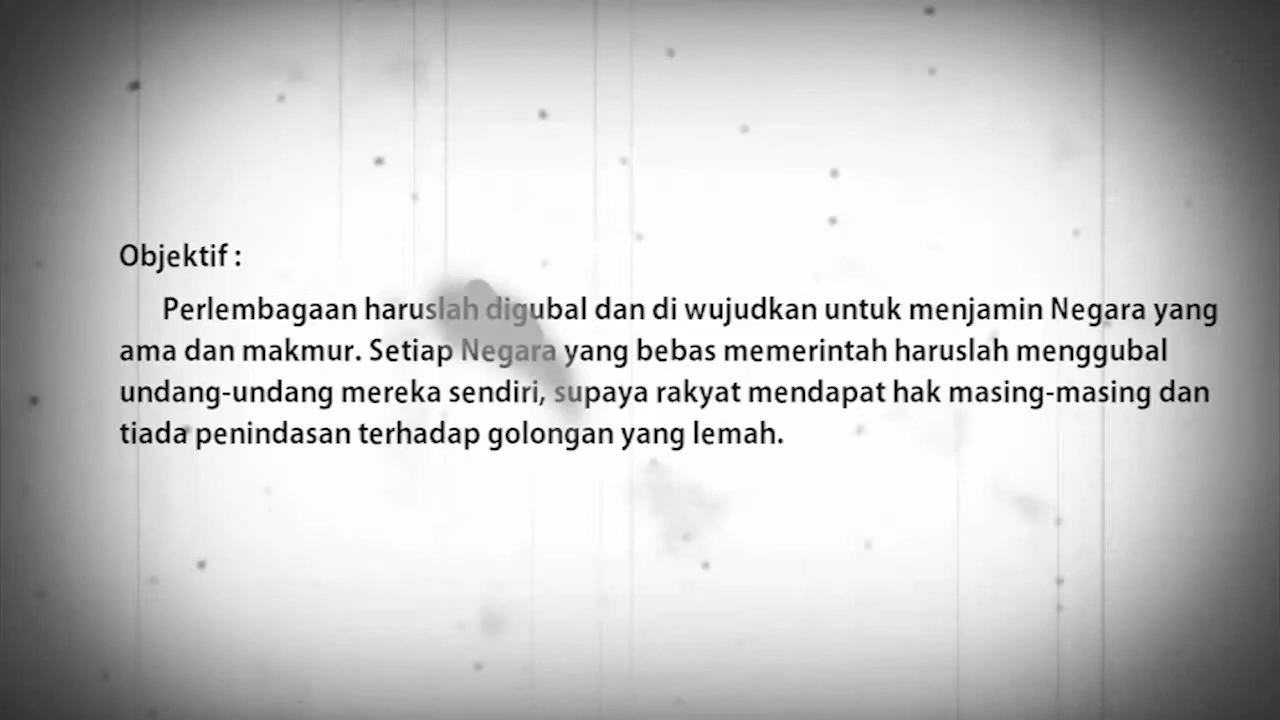 Objektif :
Perlembagaan haruslah digubal dan di wujudkan untuk menjamin Negara yang
ama dan makmur. Setiap Negara yang bebas memerintah haruslah menggubal
undang-undang mereka sendiri, supaya rakyat mendapat hak masing-masing dan
tiada penindasan terhadap golongan yang lemah.